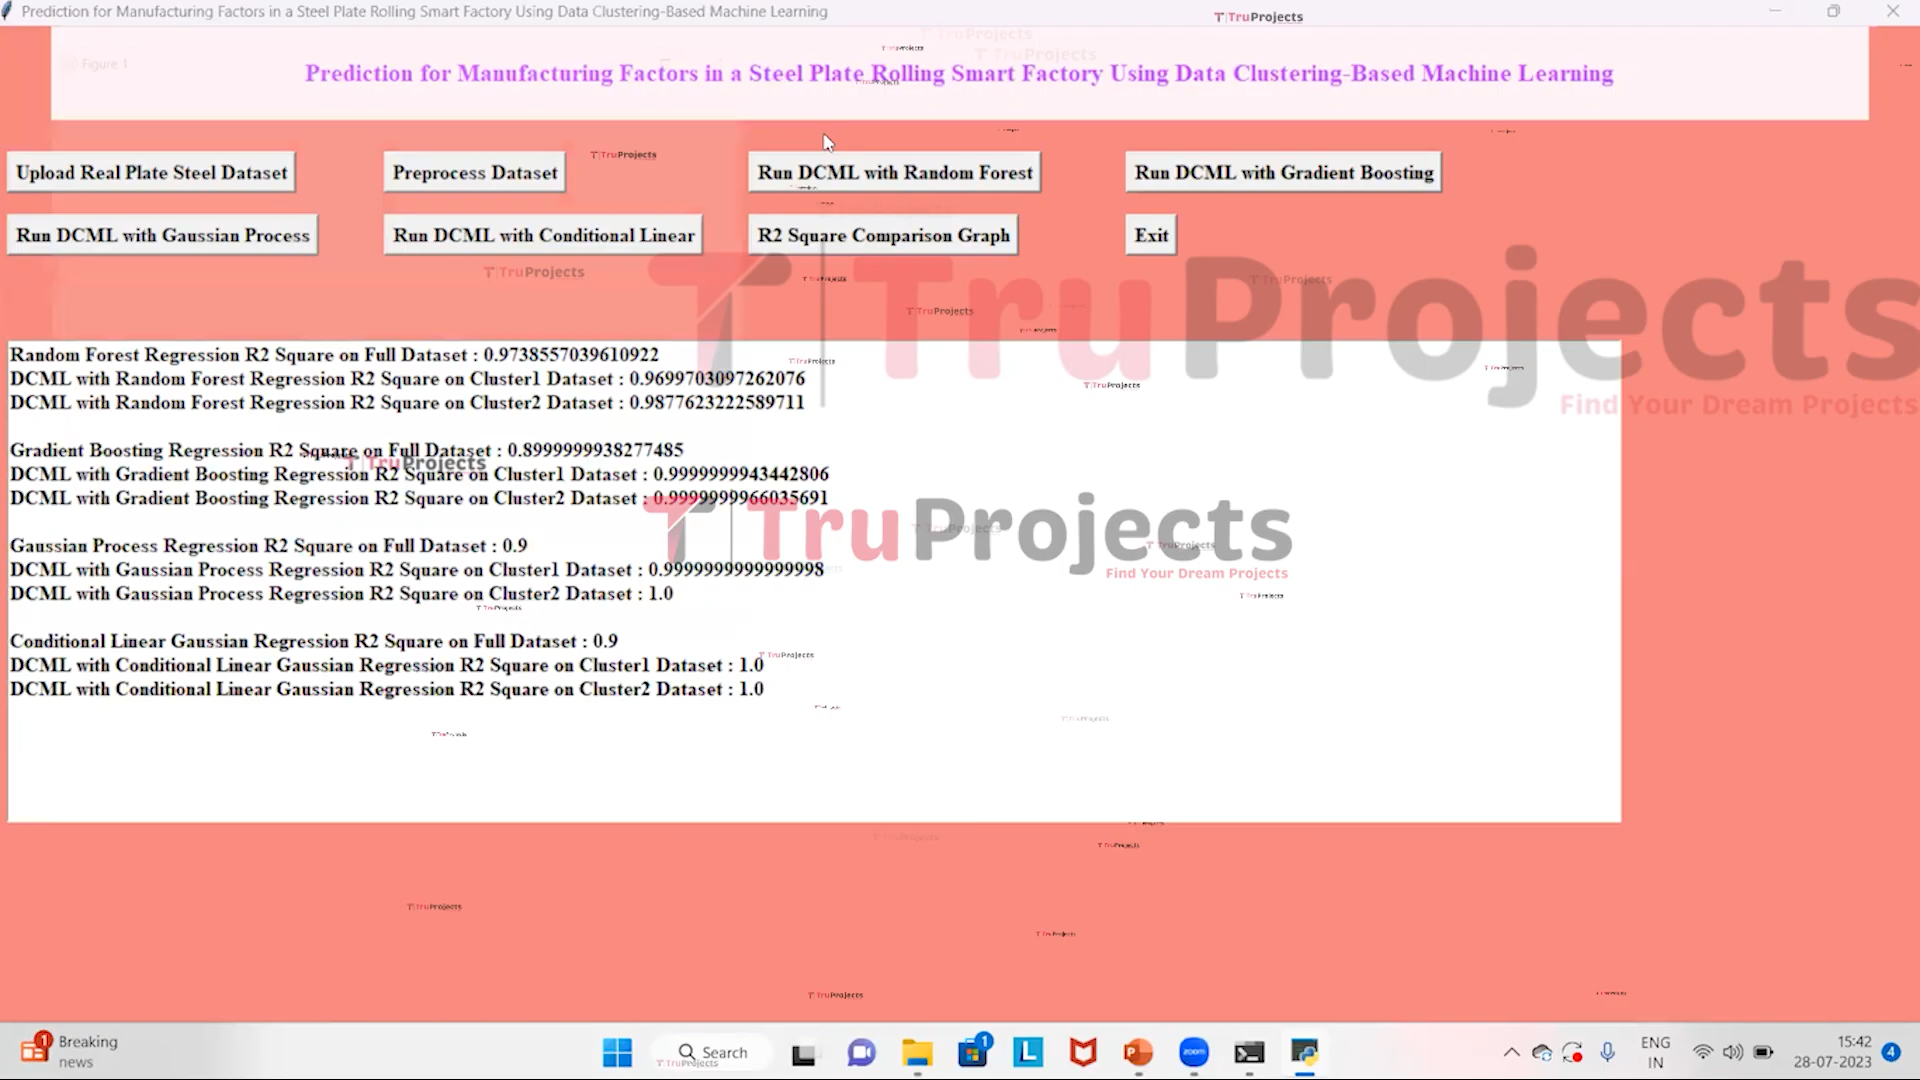 Prediction for Manufacturing Factors in a Steel Plate Rolling Smart Factory Using Data Clustering-Based Machine Learning
TruProjects
Figure 1
Prediction for Manufacturing Factors in a Steel Plate Rolling Smart Factory Using Data Clustering-Based Machine Learning
Upload Real Plate Steel Dataset
Preprocess Dataset
Run DCML with Random Forest
Run DCML with Gradient Boosting
Run DCML with Gaussian Process
Run DCML with Conditional Linear
R2 Square Comparison Graph
Exit
TruProjects
Find Your Dream Projects
Random Forest Regression R2 Square on Full Dataset : 0.9738557039610922
DCML with Random Forest Regression R2 Square on Cluster1 Dataset : 0.9699703097262076
DCML with Random Forest Regression R2 Square on Cluster2 Dataset : 0.9877623222589711
Gradient Boosting Regression R2 Square on Full Dataset : 0.8999999938277485
DCML with Gradient Boosting Regression R2 Square on Cluster1 Dataset : 0.9999999943442806
DCML with Gradient Boosting Regression R2 Square on Cluster2 Dataset : 0.9999999966035691
Gaussian Process Regression R2 Square on Full Dataset : 0.9
DCML with Gaussian Process Regression R2 Square on Cluster1 Dataset : 0.9999999999999998
DCML with Gaussian Process Regression R2 Square on Cluster2 Dataset : 1.0
Conditional Linear Gaussian Regression R2 Square on Full Dataset : 0.9
DCML with Conditional Linear Gaussian Regression R2 Square on Cluster1 Dataset : 1.0
DCML with Conditional Linear Gaussian Regression R2 Square on Cluster2 Dataset : 1.0
TruProjects
Find Your Dream Projects
Breaking
news
1
Search
1
L
P
zoom
ENG
IN
15:42
28-07-2023
4